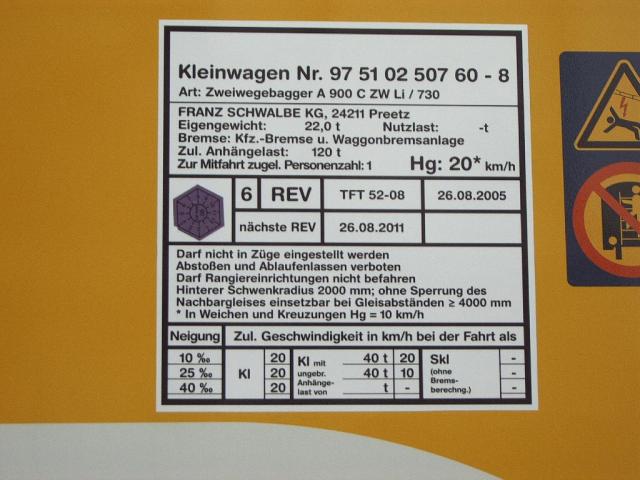 Kleinwagen Nr. 97 51 02 507 60 - 8
Art: Zweiwegebagger A 900 C ZW Li / 730
FRANZ SCHWALBE KG, 24211 Preetz
Eigengewicht: 22,0 t Nutzlast: -t
Bremse: Kfz.-Bremse u. Waggonbremsanlage
Zul. Anhängelast: 120 t
Zur Mitfahrt zugel. Personenzahl: 1 Hg: 20* km/h
6 REV TFT 52-08 26.08.2005
nächste REV 26.08.2011
Darf nicht in Züge eingestellt werden
Abstoßen und Ablaufenlassen verboten
Darf Rangiereinrichtungen nicht befahren
Hinterer Schwenkradius 2000 mm; ohne Sperrung des
Nachbargleises einsetzbar bei Gleisabständen ≥ 4000 mm
* In Weichen und Kreuzungen Hg = 10 km/h
Neigung Zul. Geschwindigkeit in km/h bei der Fahrt als
10 ‰ 20 Kl mit 40 t 20 Skl -
25 ‰ Kl 20 ungebr. 40 t 10 (ohne -
40 ‰ 20 Anhänge- t - Brems- -
last von berechng.)